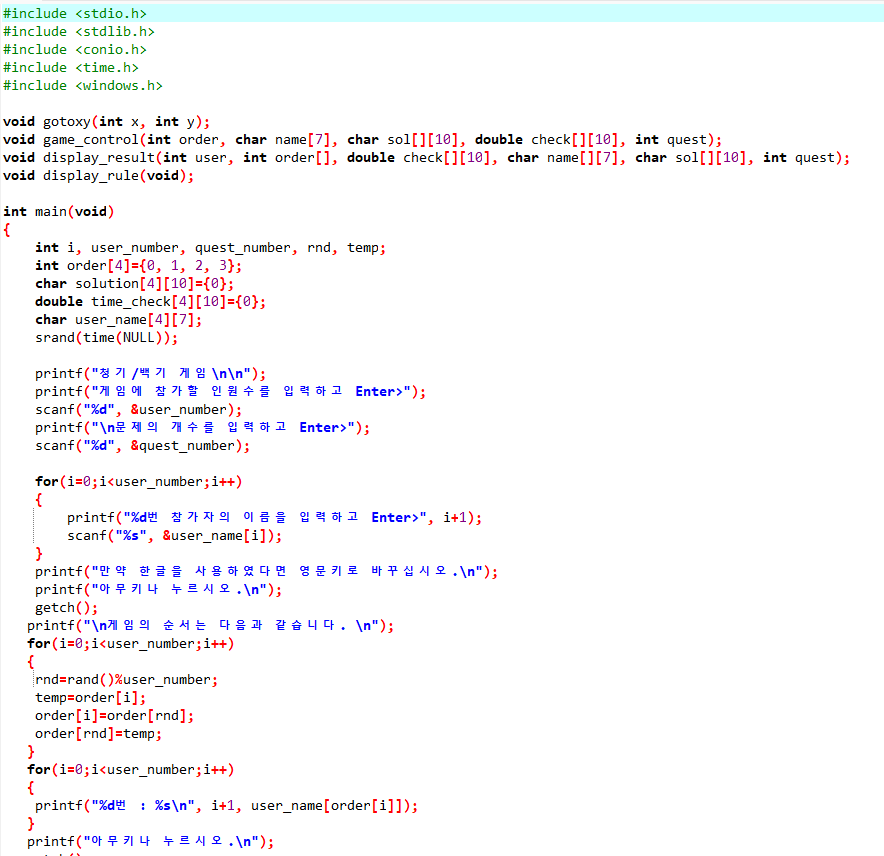 #include <stdio.h>
#include <stdlib.h>
#include <conio.h>
#include <time.h>
#include <windows.h>
void gotoxy(int x, int y);
void game_control(int order, char name[7], char sol[][10], double check[][10], int quest);
void display_result(int user, int order[], double check[][10], char name[][7], char sol[][10], int quest);
void display_rule(void);
int main(void)
{
int i, user_number, quest_number, rnd, temp;
int order[4]={0, 1, 2, 3};
char solution[4][10]={0};
double time_check[4][10]={0};
char user_name[4][7];
srand(time(NULL));
printf("청기/백기 게임\n\n");
printf("게임에 참가할 인원수를 입력하고 Enter>");
scanf("%d", &user_number);
printf("\n문제의 개수를 입력하고 Enter>");
scanf("%d", &quest_number);
for(i=0;i<user_number;i++)
{
printf("%d번 참가자의 이름을 입력하고 Enter>", i+1);
scanf("%s", &user_name[i]);
}
printf("만약 한글을 사용하였다면 영문키로 바꾸십시오.\n");
printf("아무키나 누르시오.\n");
getch();
printf("\n게임의 순서는 다음과 같습니다. \n");
for(i=0;i<user_number;i++)
{
rnd=rand()%user_number;
temp=order[i];
order[i]=order[rnd];
order[rnd]=temp;
}
for(i=0;i<user_number;i++)
{
printf("%d번 : %s\n", i+1, user_name[order[i]]);
}
printf("아무키나 누르시오.\n");